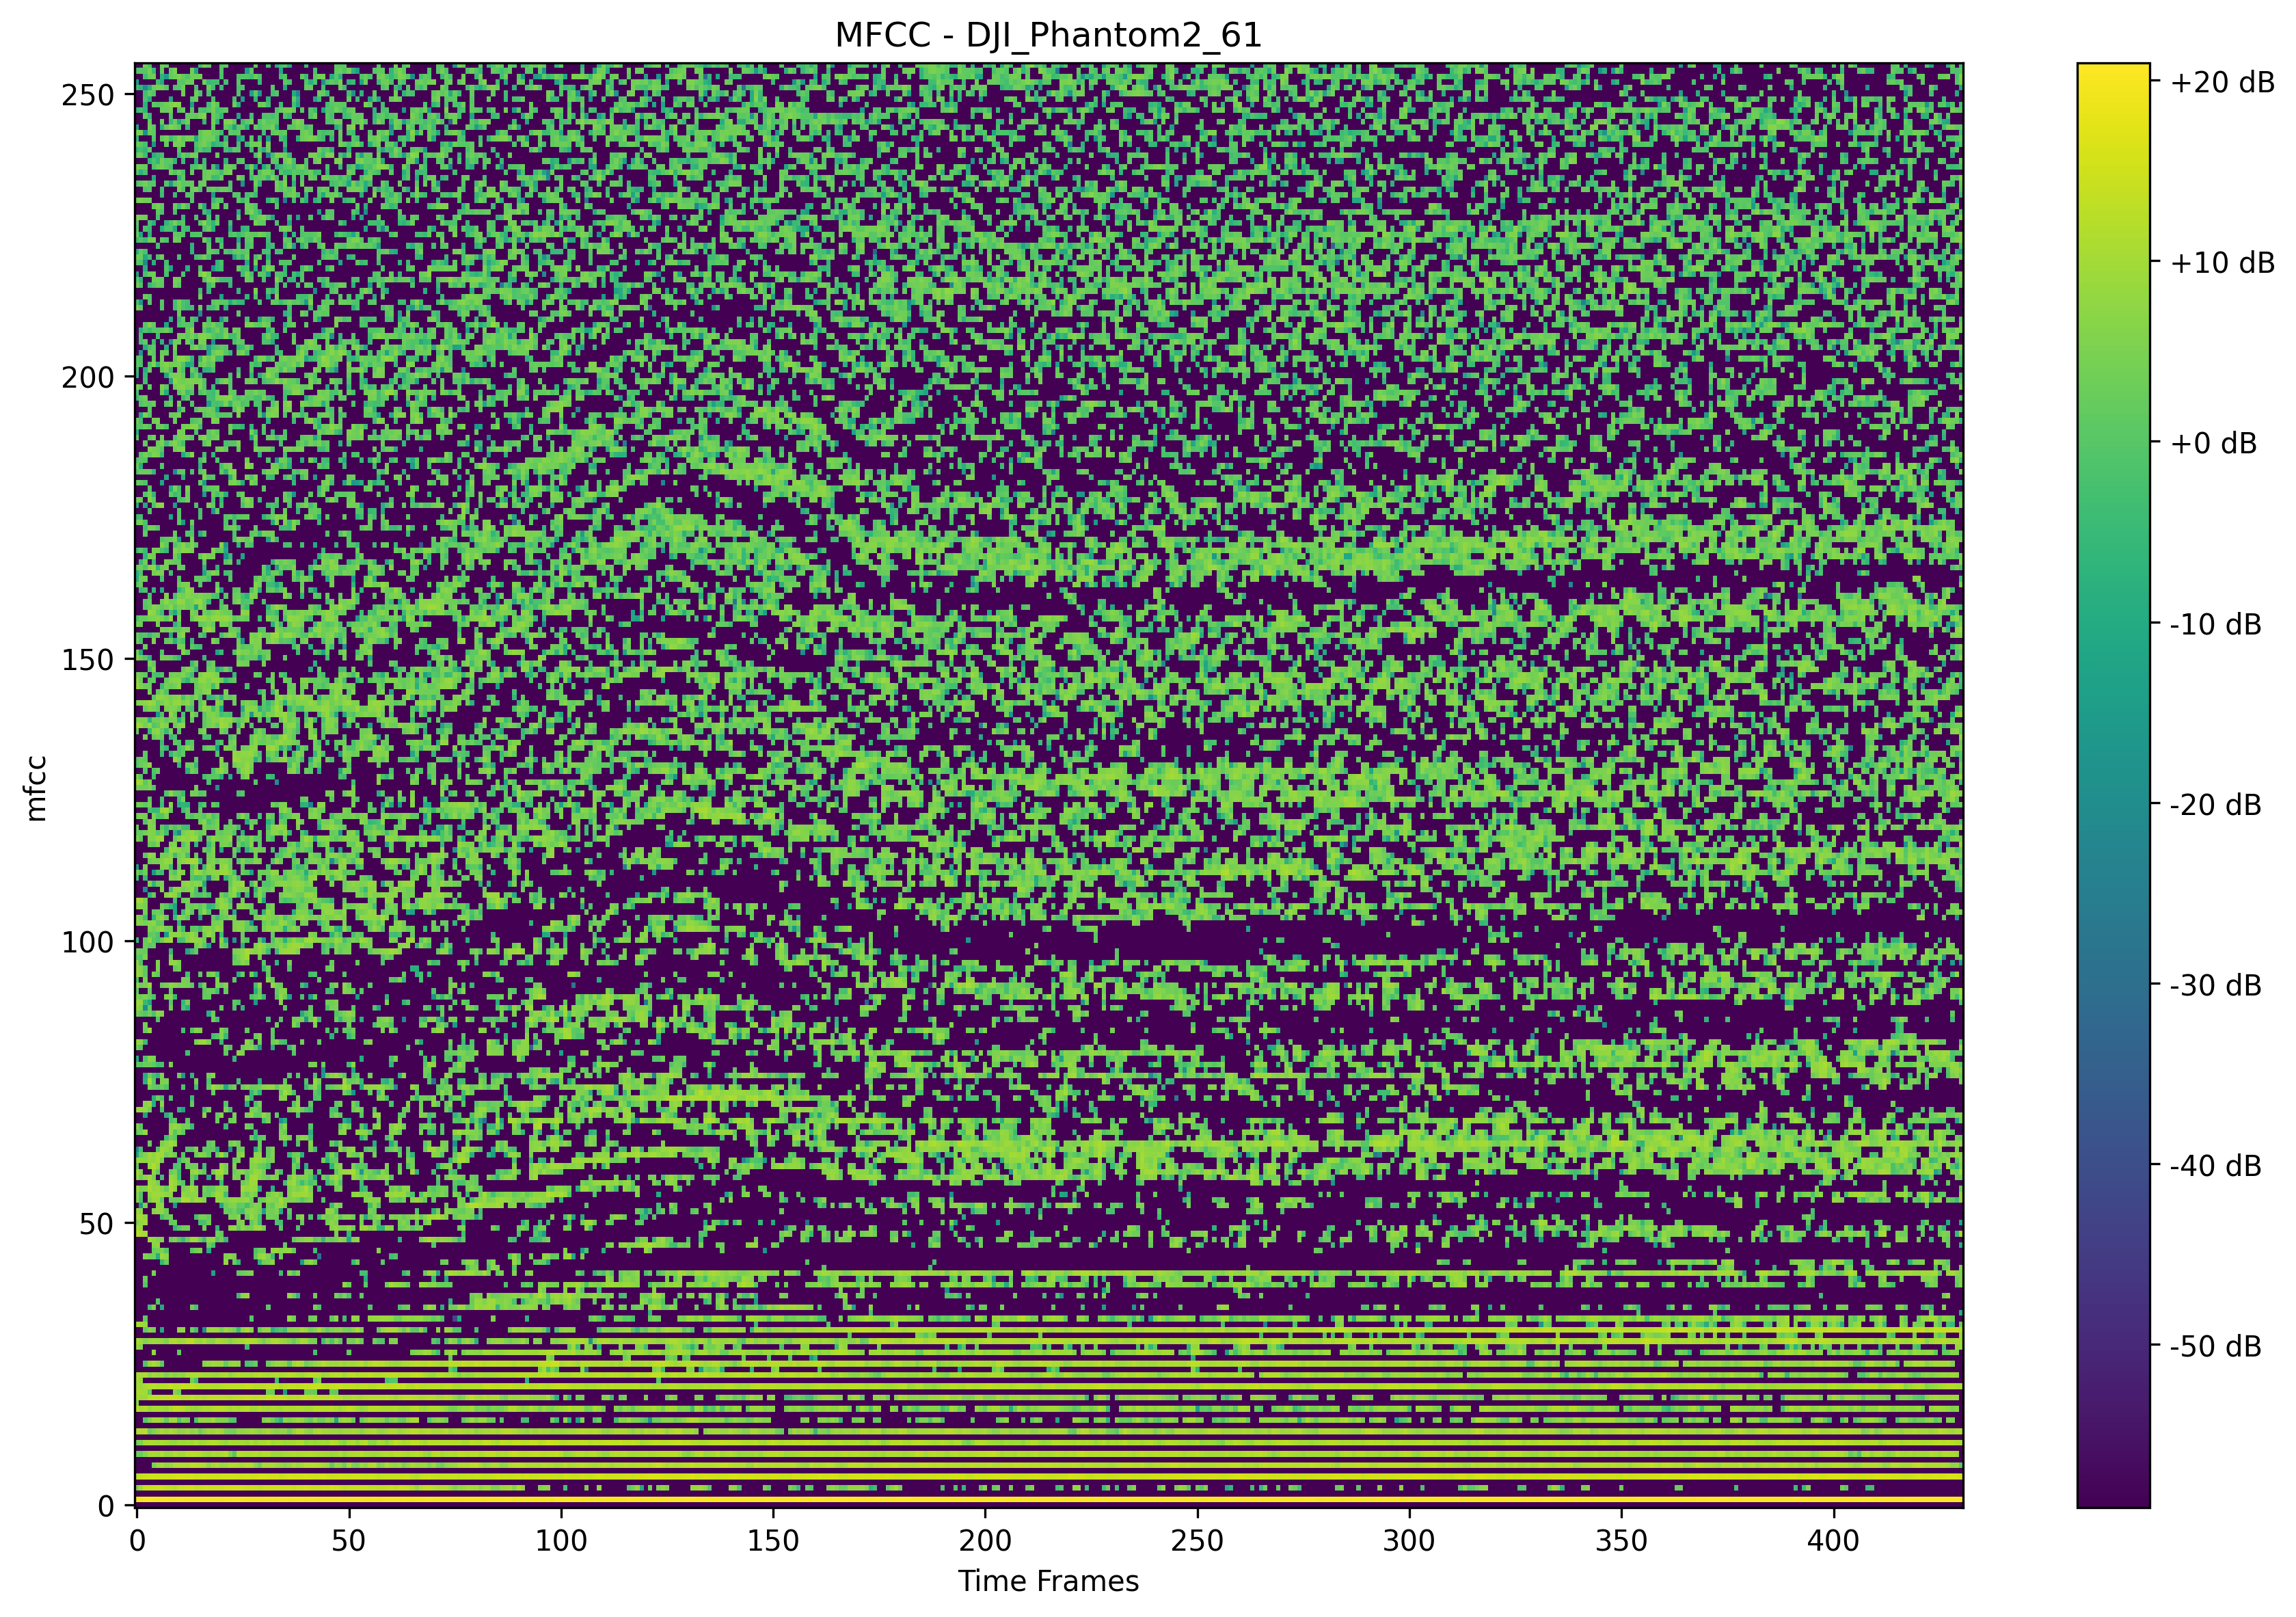 MFCC - DJI_Phantom2_61
250
200
150
100
50
0
mfcc
0 50 100 150 200 250 300 350 400
Time Frames
+20 dB
+10 dB
+0 dB
-10 dB
-20 dB
-30 dB
-40 dB
-50 dB